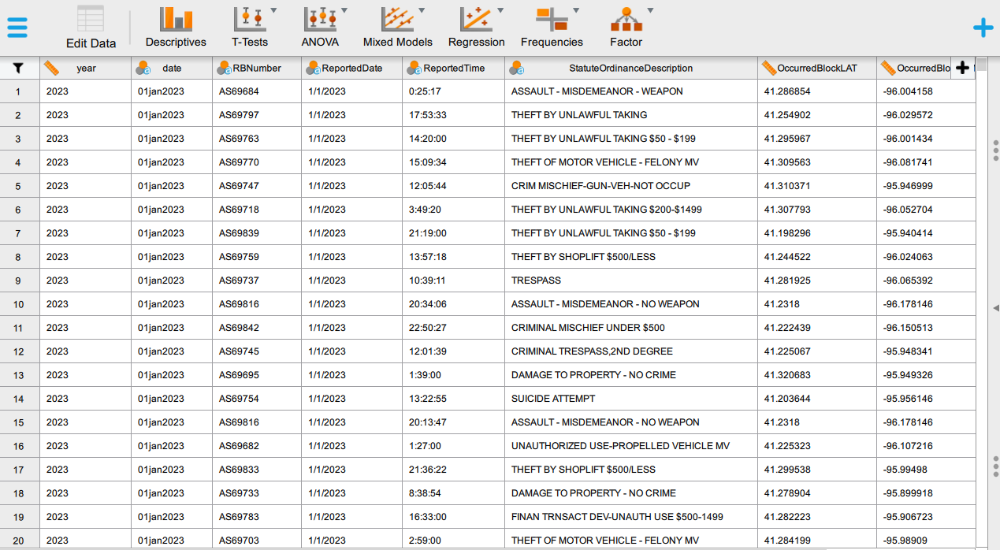 Edit Data Descriptives T-Tests ANOVA Mixed Models Regression Frequencies Factor
year date RBNumber ReportedDate ReportedTime StatuteOrdinanceDescription OccurredBlockLAT OccurredBlo
1 2023 01jan2023 AS69684 1/1/2023 0:25:17 ASSAULT - MISDEMEANOR - WEAPON 41.286854 -96.004158
2 2023 01jan2023 AS69797 1/1/2023 17:53:33 THEFT BY UNLAWFUL TAKING 41.254902 -96.029572
3 2023 01jan2023 AS69763 1/1/2023 14:20:00 THEFT BY UNLAWFUL TAKING $50 - $199 41.295967 -96.001434
4 2023 01jan2023 AS69770 1/1/2023 15:09:34 THEFT OF MOTOR VEHICLE - FELONY MV 41.309563 -96.081741
5 2023 01jan2023 AS69747 1/1/2023 12:05:44 CRIM MISCHIEF-GUN-VEH-NOT OCCUP 41.310371 -95.946999
6 2023 01jan2023 AS69718 1/1/2023 3:49:20 THEFT BY UNLAWFUL TAKING $200-$1499 41.307793 -96.052704
7 2023 01jan2023 AS69839 1/1/2023 21:19:00 THEFT BY UNLAWFUL TAKING $50 - $199 41.198296 -95.940414
8 2023 01jan2023 AS69759 1/1/2023 13:57:18 THEFT BY SHOPLIFT $500/LESS 41.244522 -96.024063
9 2023 01jan2023 AS69737 1/1/2023 10:39:11 TRESPASS 41.281925 -96.065392
10 2023 01jan2023 AS69816 1/1/2023 20:34:06 ASSAULT - MISDEMEANOR - NO WEAPON 41.2318 -96.178146
11 2023 01jan2023 AS69842 1/1/2023 22:50:27 CRIMINAL MISCHIEF UNDER $500 41.222439 -96.150513
12 2023 01jan2023 AS69745 1/1/2023 12:01:39 CRIMINAL TRESPASS,2ND DEGREE 41.225067 -95.948341
13 2023 01jan2023 AS69695 1/1/2023 1:39:00 DAMAGE TO PROPERTY - NO CRIME 41.320683 -95.949326
14 2023 01jan2023 AS69754 1/1/2023 13:22:55 SUICIDE ATTEMPT 41.203644 -95.956146
15 2023 01jan2023 AS69816 1/1/2023 20:13:47 ASSAULT - MISDEMEANOR - NO WEAPON 41.2318 -96.178146
16 2023 01jan2023 AS69682 1/1/2023 1:27:00 UNAUTHORIZED USE-PROPELLED VEHICLE MV 41.225323 -96.107216
17 2023 01jan2023 AS69833 1/1/2023 21:36:22 THEFT BY SHOPLIFT $500/LESS 41.299538 -95.99498
18 2023 01jan2023 AS69733 1/1/2023 8:38:54 DAMAGE TO PROPERTY - NO CRIME 41.278904 -95.899918
19 2023 01jan2023 AS69783 1/1/2023 16:33:00 FINAN TRNSACT DEV-UNAUTH USE $500-1499 41.282223 -95.906723
20 2023 01jan2023 AS69703 1/1/2023 2:59:00 THEFT OF MOTOR VEHICLE - FELONY MV 41.284199 -95.98909